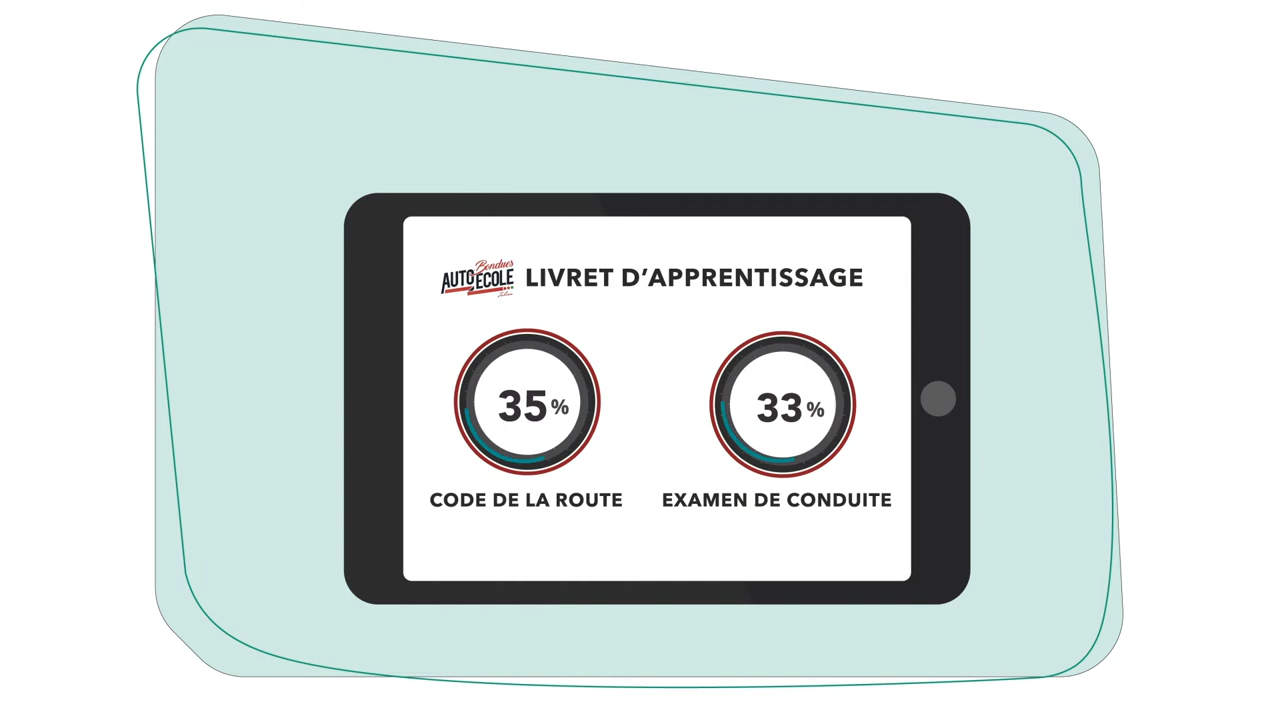 Bondues
AUTO ECOLE
LIVRET D’APPRENTISSAGE
35%
33%
CODE DE LA ROUTE
EXAMEN DE CONDUITE